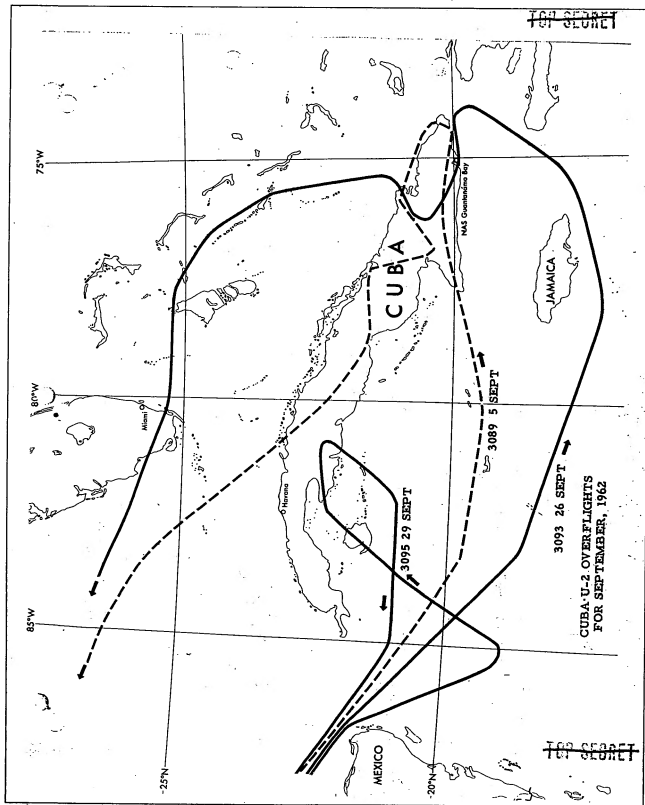 TOP SECRET
75°W
80°W
85°W
25°N
20°N
Miami
Havana
CUBA
NAS Guantanamo Bay
JAMAICA
MEXICO
3089 5 SEPT
3093 26 SEPT
3095 29 SEPT
CUBA·U-2 OVERFLIGHTS
FOR SEPTEMBER, 1962
TOP SECRET